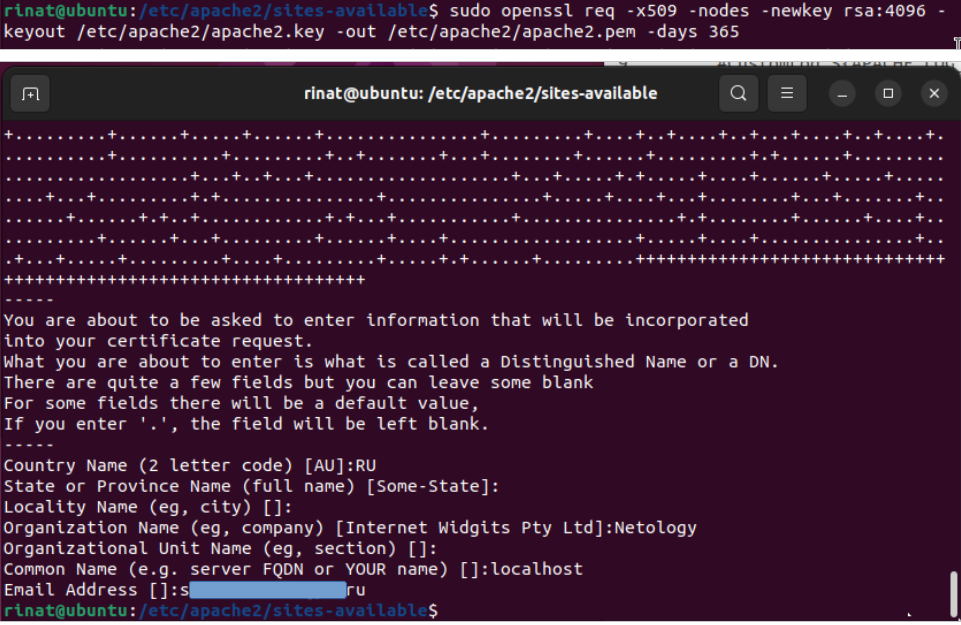 rinat@ubuntu:/etc/apache2/sites-available$ sudo openssl req -x509 -nodes -newkey rsa:4096 -
keyout /etc/apache2/apache2.key -out /etc/apache2/apache2.pem -days 365
rinat@ubuntu: /etc/apache2/sites-available
+.........+......+.....+......+...............+.........+....+..+....+..+...+....+..+....+.
..........+..........+.........+..+.......+...+........+......+.........+.+......+.........
..................+...+..+...+...................+...+.....+.+.....+....+......+.....+.....
....+...+.........+.+...............+...............+.....+....+...+.......+...+.......+..
......+......+.+..+............+.+...+...........+...............+.+........+......+....+..
.........+......+...+.........+......+....+..................+.....+....+...............+..
.+...+.....+.........+....+.........+.....+.+......+.........++++++++++++++++++++++++++++++
+++++++++++++++++++++++++++++++++++
-----
You are about to be asked to enter information that will be incorporated
into your certificate request.
What you are about to enter is what is called a Distinguished Name or a DN.
There are quite a few fields but you can leave some blank
For some fields there will be a default value,
If you enter '.', the field will be left blank.
-----
Country Name (2 letter code) [AU]:RU
State or Province Name (full name) [Some-State]:
Locality Name (eg, city) []:
Organization Name (eg, company) [Internet Widgits Pty Ltd]:Netology
Organizational Unit Name (eg, section) []:
Common Name (e.g. server FQDN or YOUR name) []:localhost
Email Address []:s ru
rinat@ubuntu:/etc/apache2/sites-available$